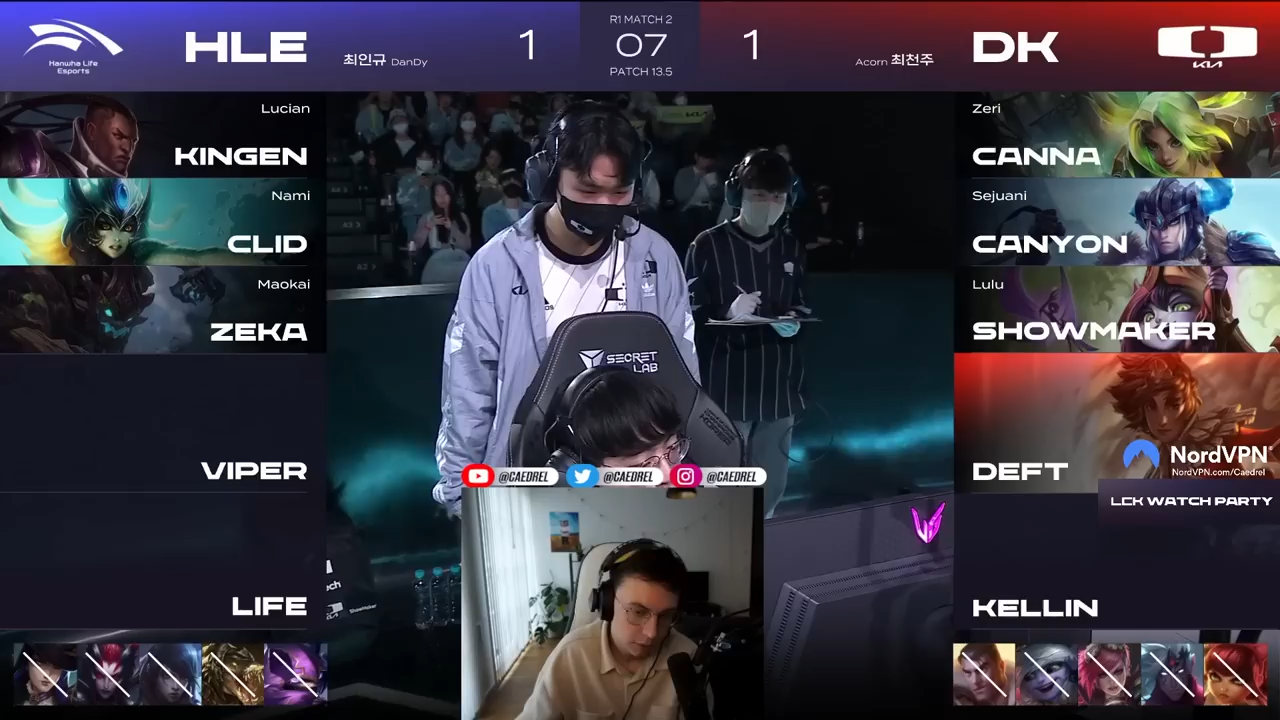 Hanwha Life
Esports
HLE
최인규 DanDy
1
R1 MATCH 2
07
PATCH 13.5
1
Acorn 최천주
DK
KIA
Lucian
KINGEN
Nami
CLID
Maokai
ZEKA
VIPER
LIFE
Zeri
CANNA
Sejuani
CANYON
Lulu
SHOWMAKER
DEFT
KELLIN
NordVPN
NordVPN.com/Caedrel
LCK WATCH PARTY
SECRET
LAB
@CAEDREL
@CAEDREL
@CAEDREL